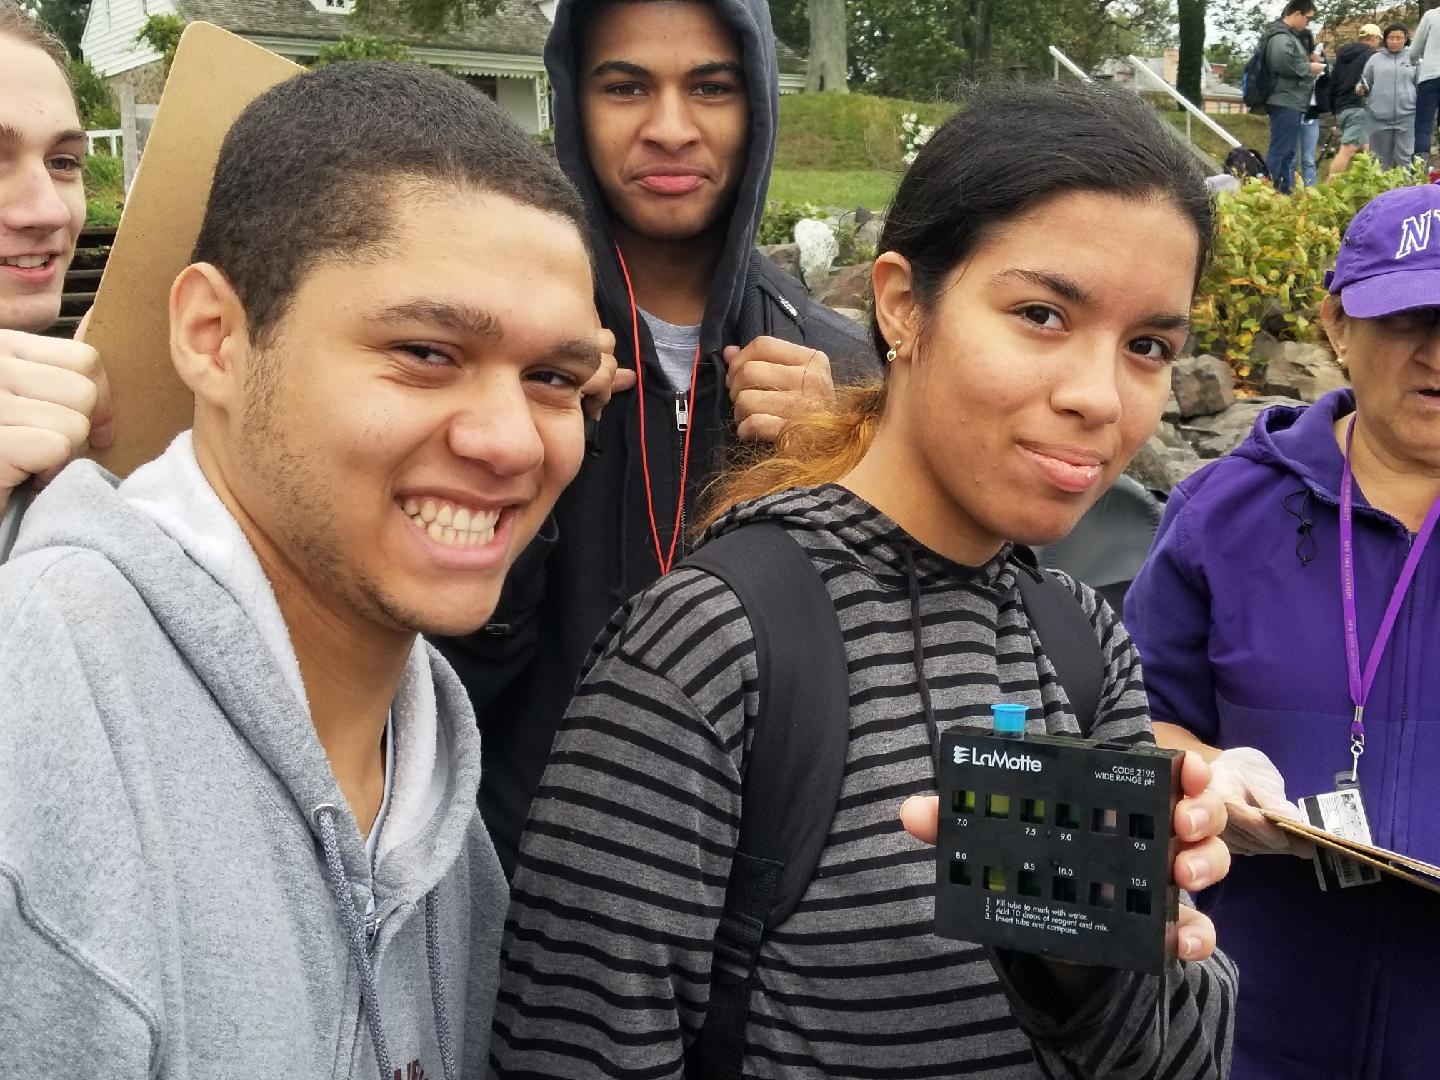 NY
LaMotte
CODE 2196
WIDE RANGE pH
7.0 7.5 9.0 9.5
8.0 8.5 10.0 10.5
1. Fill tube to mark with water.
2. Add 10 drops of reagent and mix.
3. Insert tube and compare.